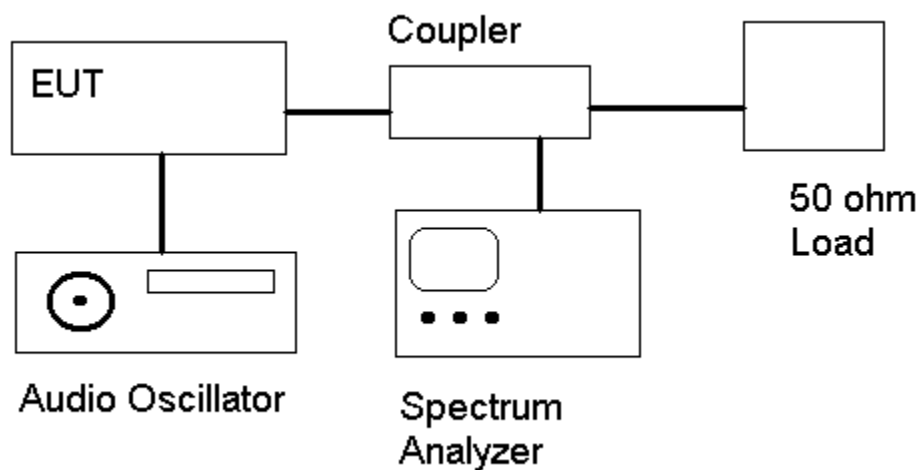 Coupler
EUT
50 ohm
Load
Audio Oscillator
Spectrum
Analyzer